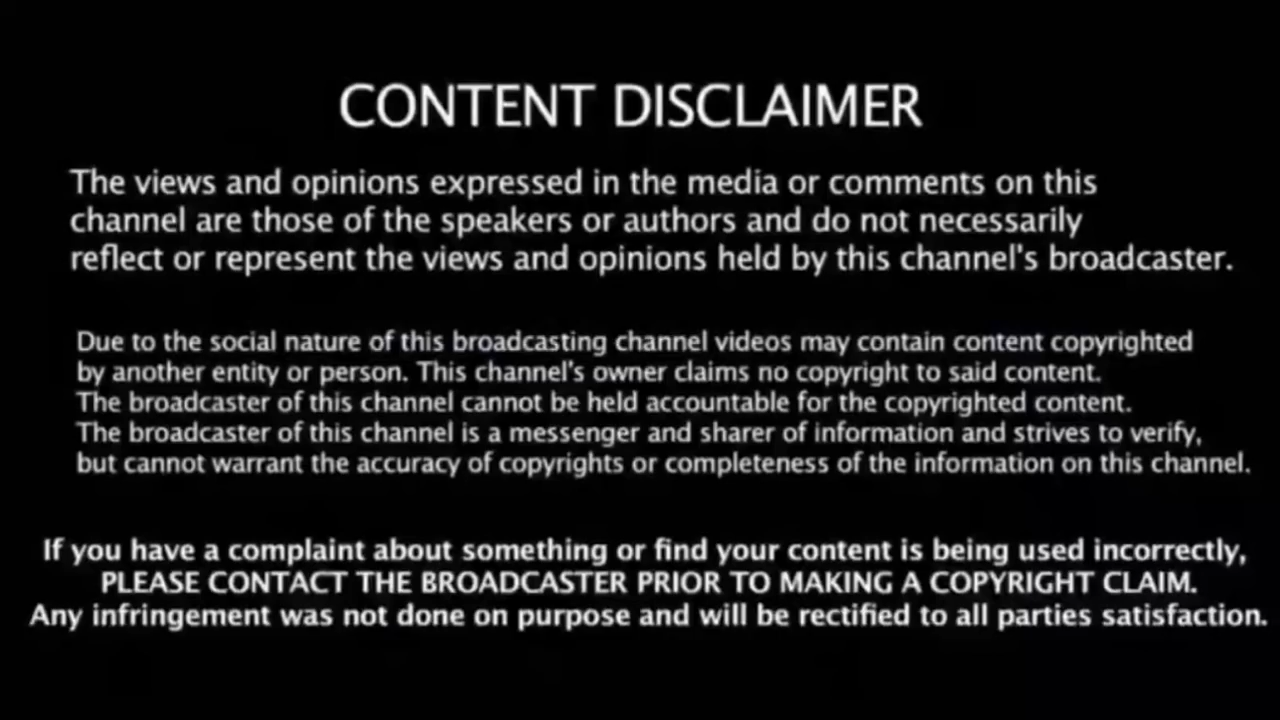 CONTENT DISCLAIMER
The views and opinions expressed in the media or comments on this
channel are those of the speakers or authors and do not necessarily
reflect or represent the views and opinions held by this channel's broadcaster.
Due to the social nature of this broadcasting channel videos may contain content copyrighted
by another entity or person. This channel's owner claims no copyright to said content.
The broadcaster of this channel cannot be held accountable for the copyrighted content.
The broadcaster of this channel is a messenger and sharer of information and strives to verify,
but cannot warrant the accuracy of copyrights or completeness of the information on this channel.
If you have a complaint about something or find your content is being used incorrectly,
PLEASE CONTACT THE BROADCASTER PRIOR TO MAKING A COPYRIGHT CLAIM.
Any infringement was not done on purpose and will be rectified to all parties satisfaction.